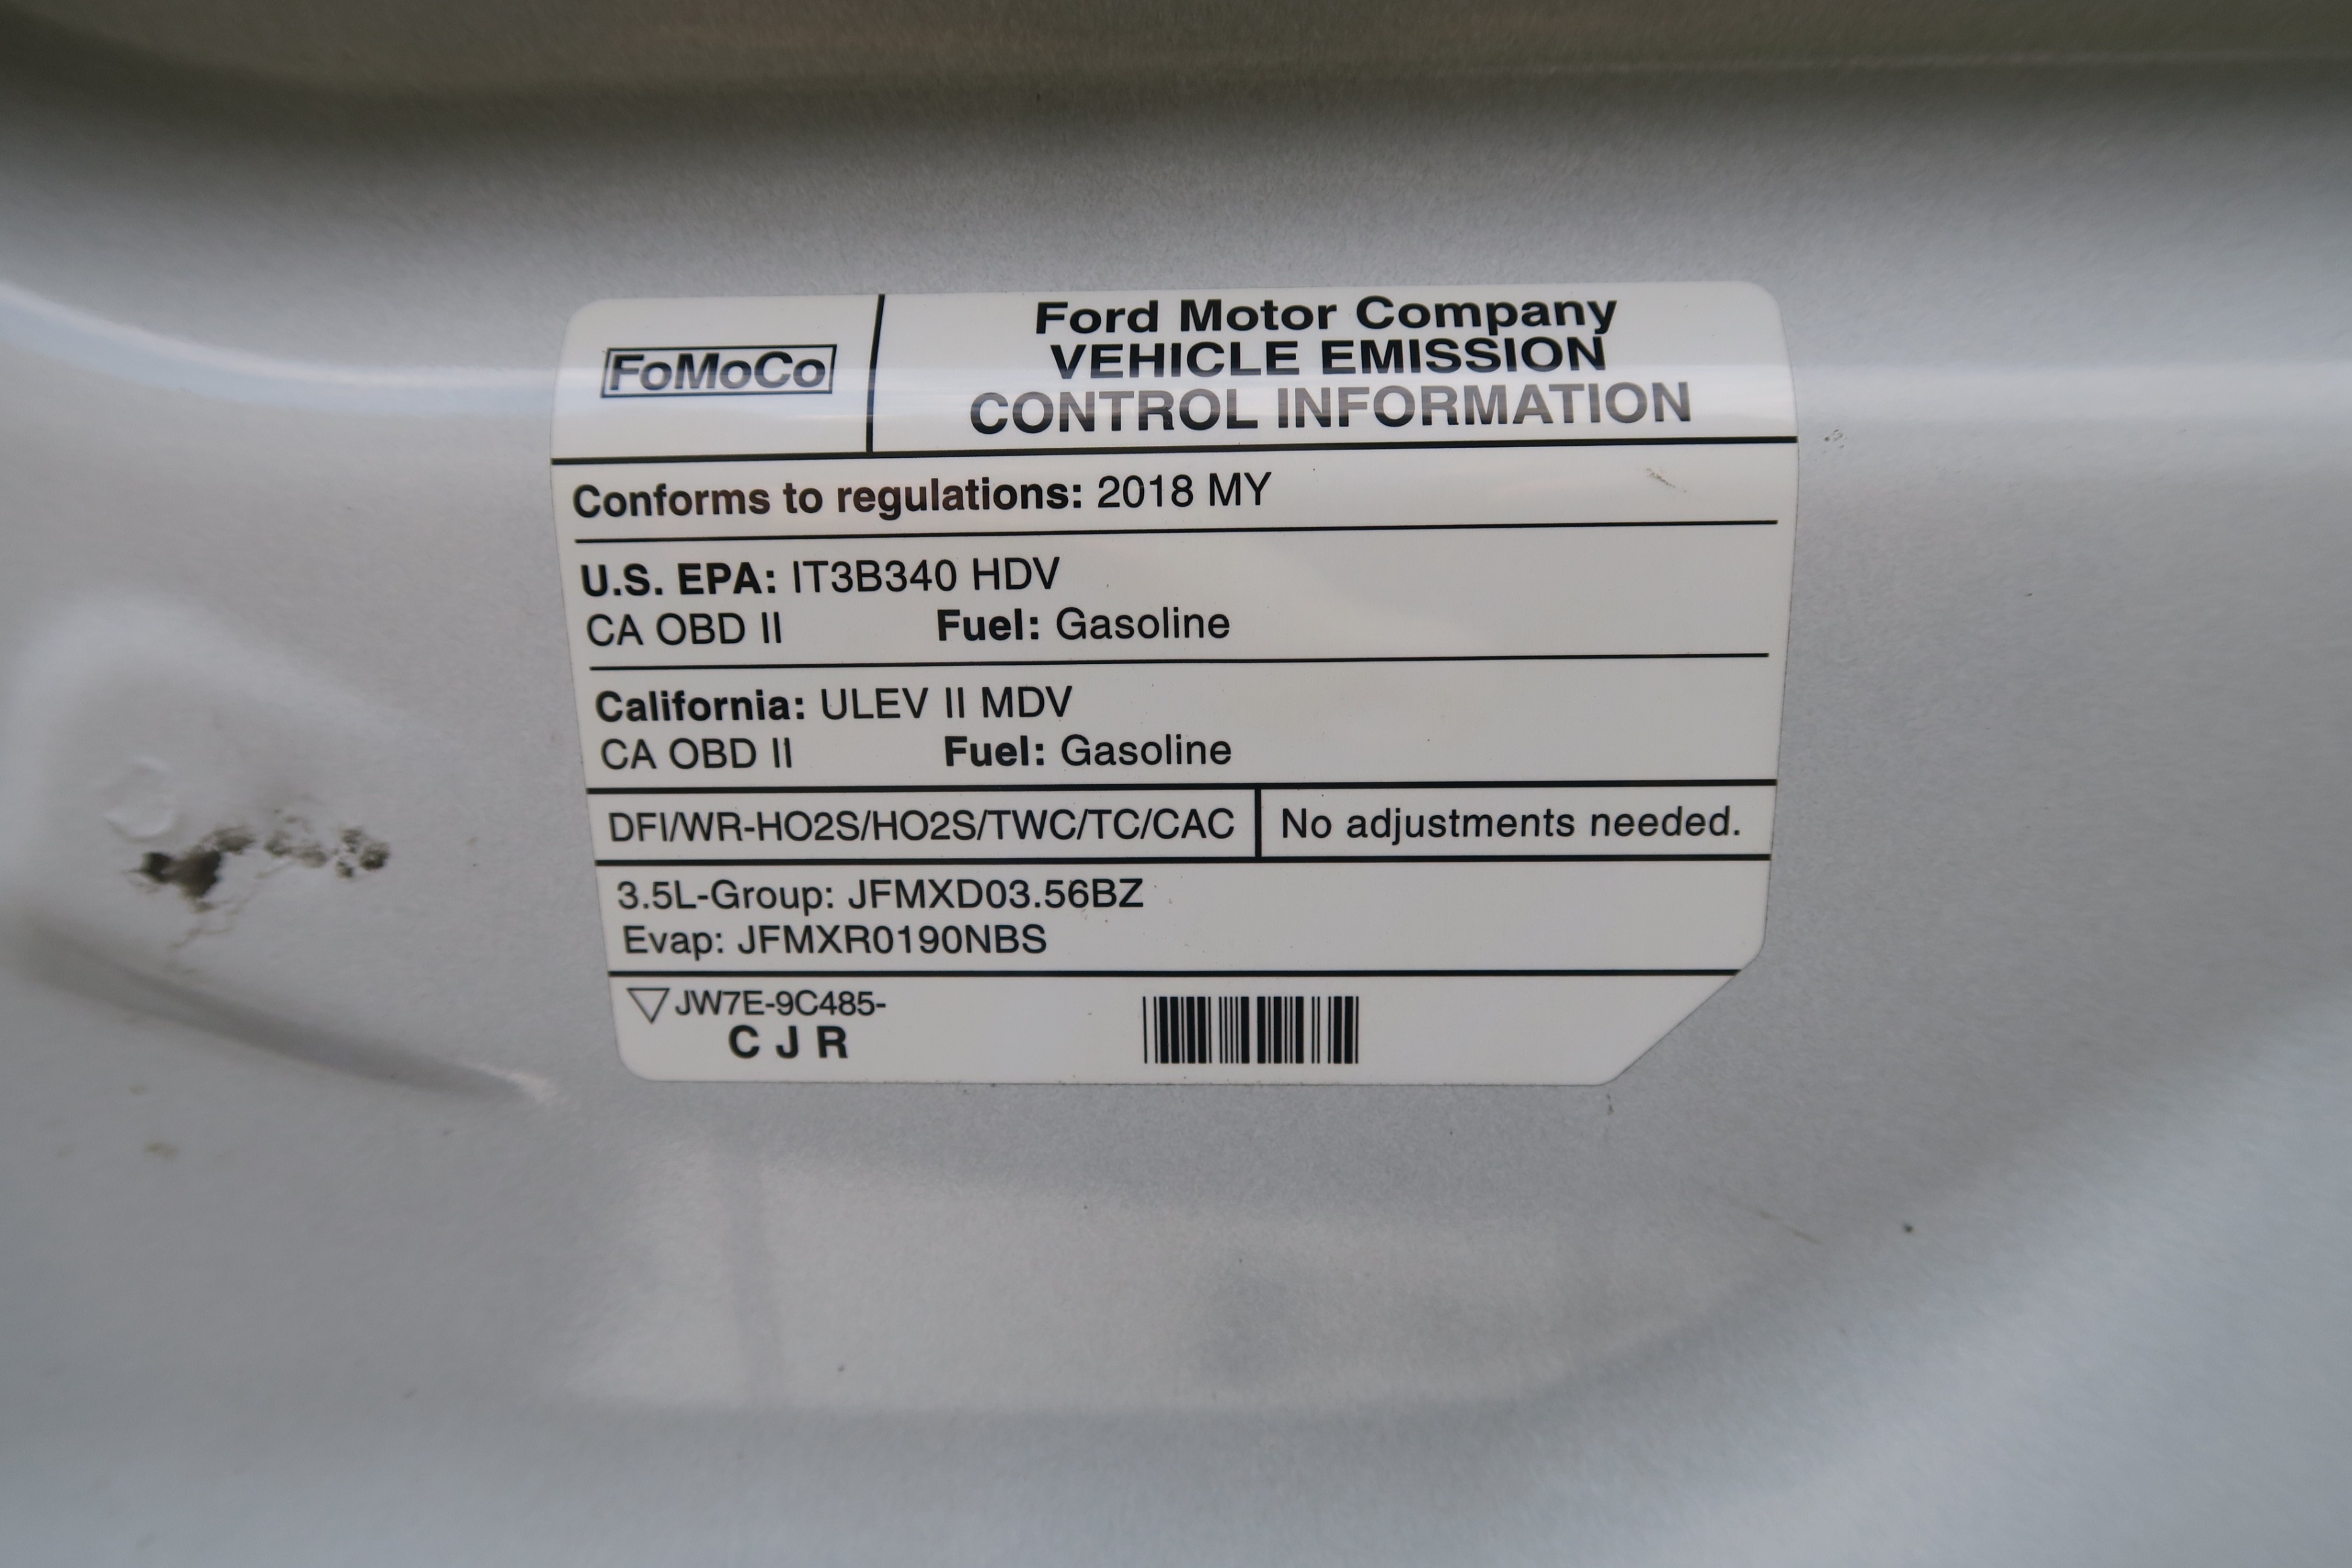 FoMoCo
Ford Motor Company
VEHICLE EMISSION
CONTROL INFORMATION
Conforms to regulations: 2018 MY
U.S. EPA: IT3B340 HDV
CA OBD II Fuel: Gasoline
California: ULEV II MDV
CA OBD II Fuel: Gasoline
DFI/WR-HO2S/HO2S/TWC/TC/CAC
No adjustments needed.
3.5L-Group: JFMXD03.56BZ
Evap: JFMXR0190NBS
JW7E-9C485-
C J R